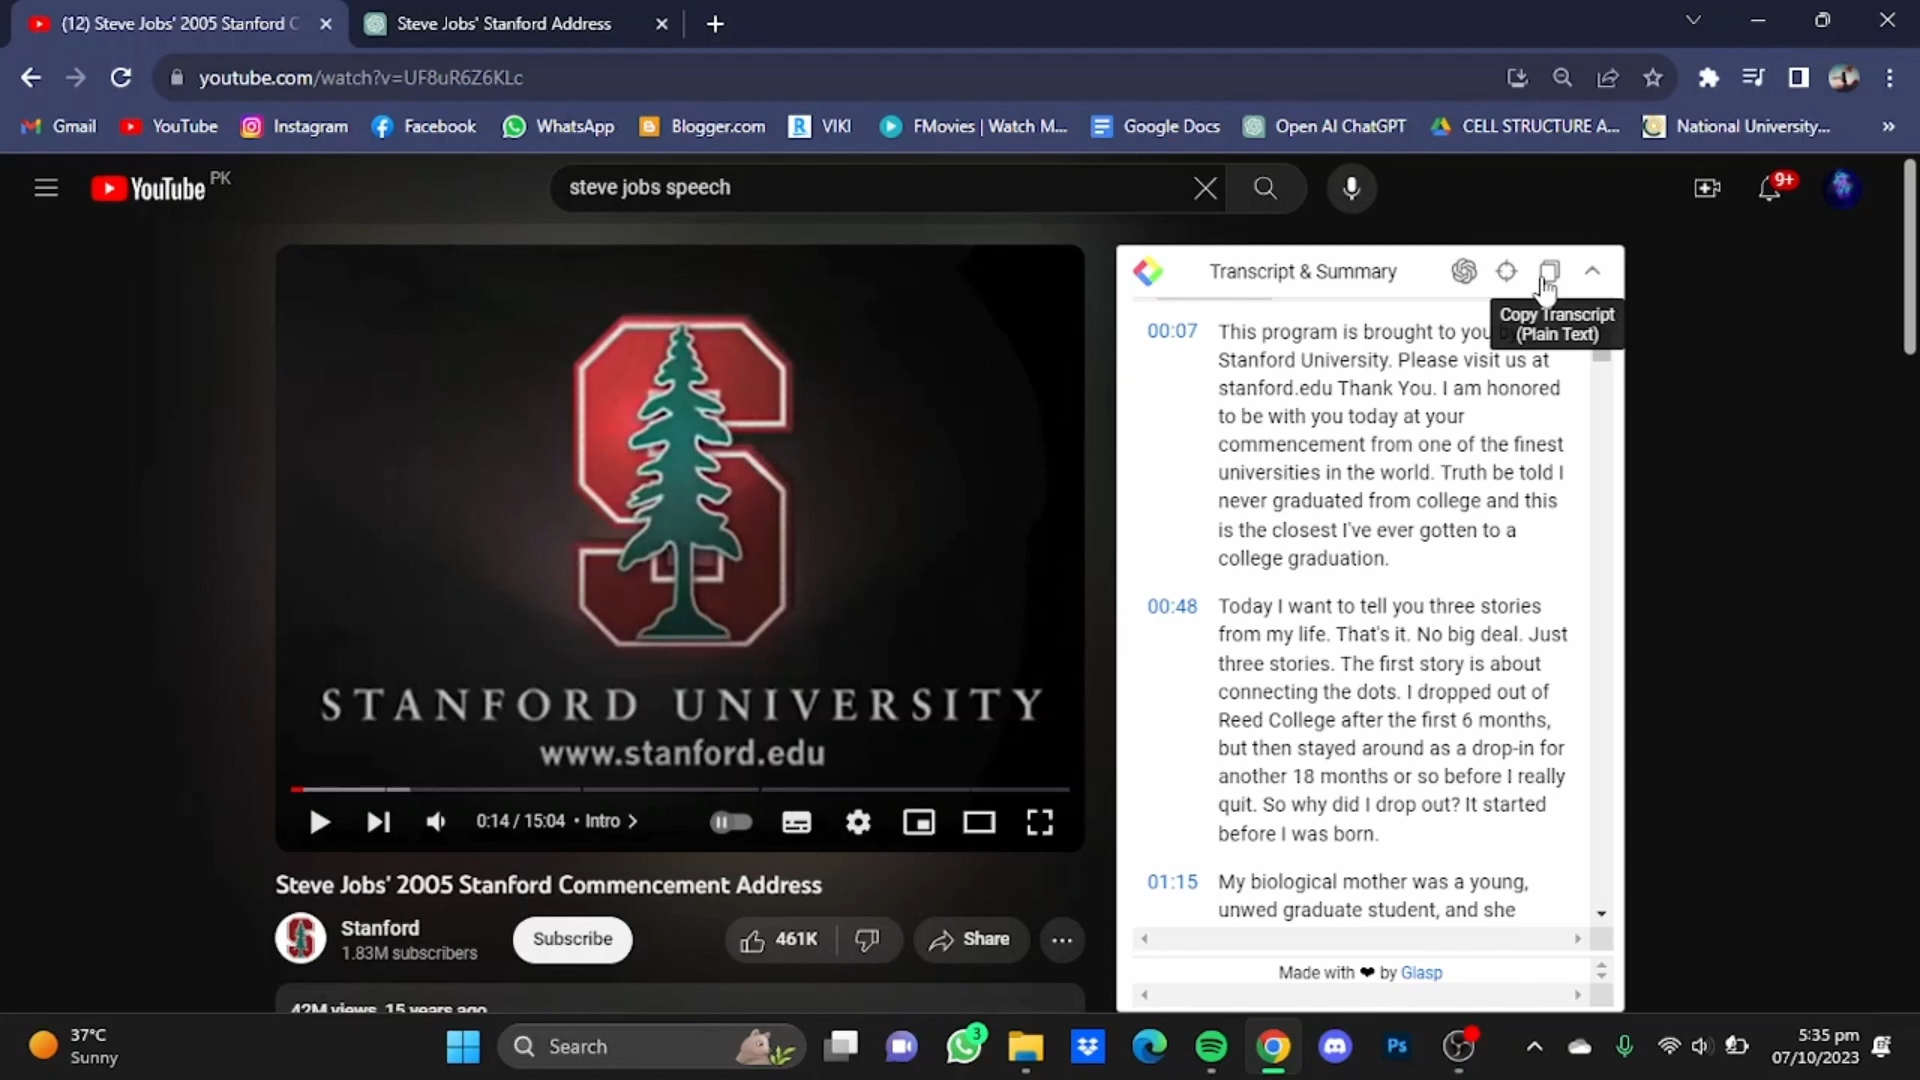 (12) Steve Jobs' 2005 Stanford C
Steve Jobs' Stanford Address
youtube.com/watch?v=UF8uR6Z6KLc
Gmail
YouTube
Instagram
Facebook
WhatsApp
Blogger.com
R
VIKI
FMovies | Watch M...
Google Docs
Open AI ChatGPT
CELL STRUCTURE A...
National University...
»
YouTube PK
steve jobs speech
9+
Transcript & Summary
Copy Transcript
(Plain Text)
00:07
This program is brought to you
Stanford University. Please visit us at
stanford.edu Thank You. I am honored
to be with you today at your
commencement from one of the finest
universities in the world. Truth be told I
never graduated from college and this
is the closest I've ever gotten to a
college graduation.
00:48
Today I want to tell you three stories
from my life. That's it. No big deal. Just
three stories. The first story is about
connecting the dots. I dropped out of
Reed College after the first 6 months,
but then stayed around as a drop-in for
another 18 months or so before I really
quit. So why did I drop out? It started
before I was born.
01:15
My biological mother was a young,
unwed graduate student, and she
Made with ❤ by Glasp
STANFORD UNIVERSITY
www.stanford.edu
0:14 / 15:04 • Intro >
Steve Jobs' 2005 Stanford Commencement Address
Stanford
1.83M subscribers
Subscribe
461K
Share
...
42M views 15 years ago
37°C
Sunny
Search
3
Ps
5:35 pm
07/10/2023